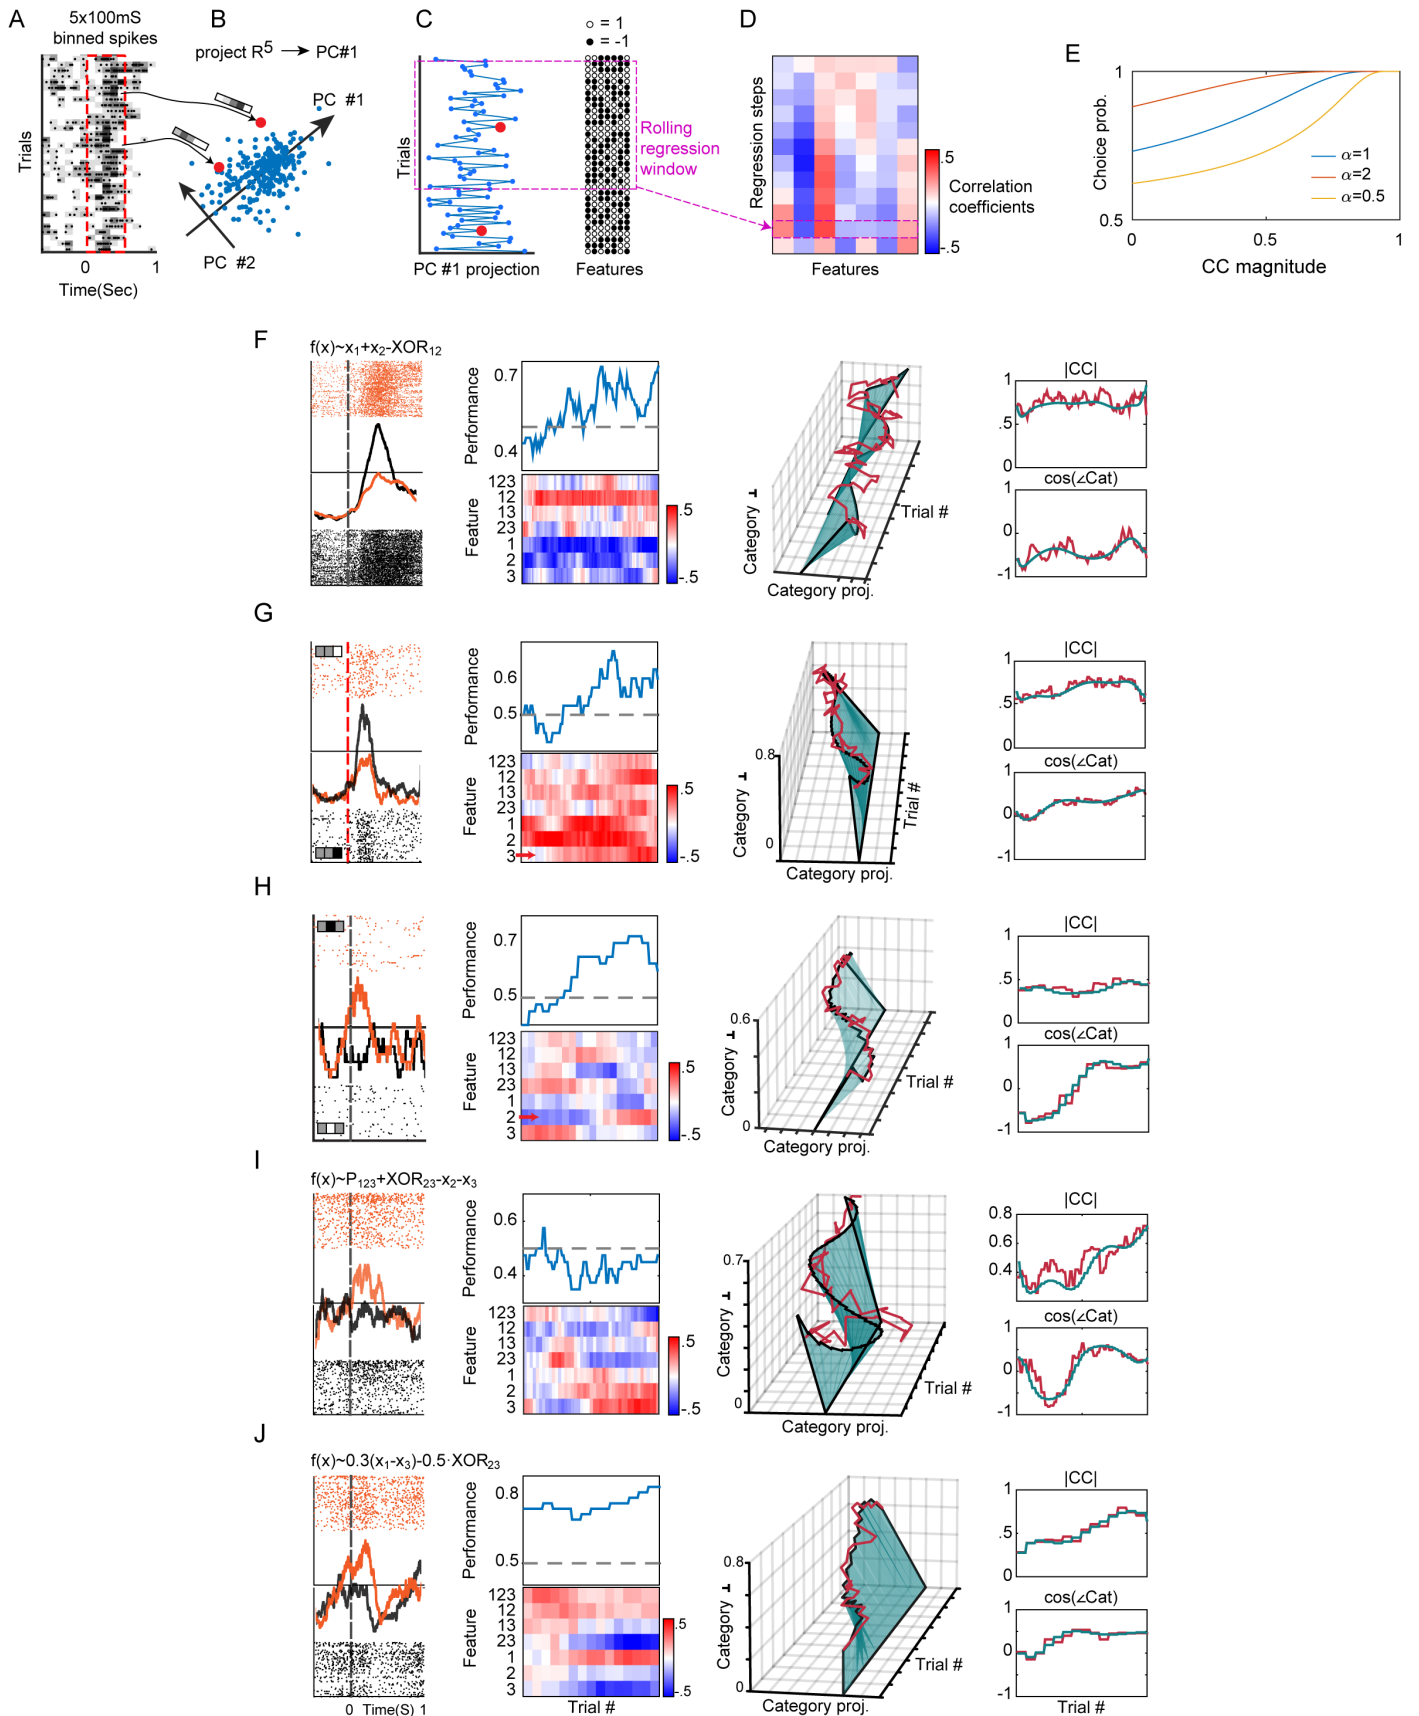 A
5x100mS
binned spikes
Trials
0
1
Time(Sec)
B
project R5 → PC#1
PC #1
PC #2
C
= 1
= -1
Trials
Rolling
regression
window
PC #1 projection
Features
D
Regression steps
.5
Correlation
coefficients
-.5
Features
E
Choice prob.
1
0.5
α=1
α=2
α=0.5
0
0.5
1
CC magnitude
F
f(x)~x1+x2-XOR12
Performance
0.7
0.4
Feature
123
12
13
23
1
2
3
.5
-.5
Category ⊤
Trial #
Category proj.
|CC|
1
.5
0
cos(∠Cat)
1
0
-1
G
Performance
0.6
0.5
Feature
123
12
13
23
1
2
3
.5
-.5
0.8
Category ⊤
0
Trial #
Category proj.
|CC|
1
.5
0
cos(∠Cat)
1
0
-1
H
Performance
0.7
0.5
Feature
123
12
13
23
1
2
3
.5
-.5
0.6
Category ⊤
0
Trial #
Category proj.
|CC|
1
.5
0
cos(∠Cat)
1
0
-1
I
f(x)~P123+XOR23-x2-x3
Performance
0.6
0.4
Feature
123
12
13
23
1
2
3
.5
-.5
0.7
Category ⊤
0
Trial #
Category proj.
|CC|
0.8
0.6
0.4
cos(∠Cat)
1
0
-1
J
f(x)~0.3(x1-x3)-0.5·XOR23
0 Time(S) 1
Performance
0.8
0.5
Feature
123
12
13
23
1
2
3
.5
-.5
Trial #
0.8
Category ⊤
0
Trial #
Category proj.
|CC|
1
.5
0
cos(∠Cat)
1
0
-1
Trial #